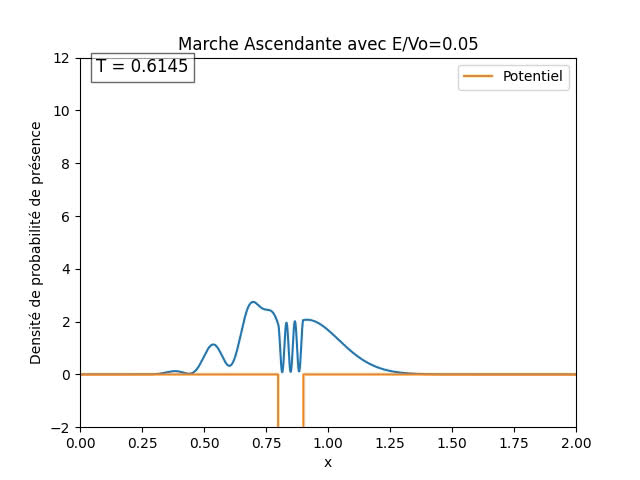 Marche Ascendante avec E/Vo=0.05
T = 0.6145
Potentiel
Densité de probabilité de présence
12
10
8
6
4
2
0
−2
0.00 0.25 0.50 0.75 1.00 1.25 1.50 1.75 2.00
x